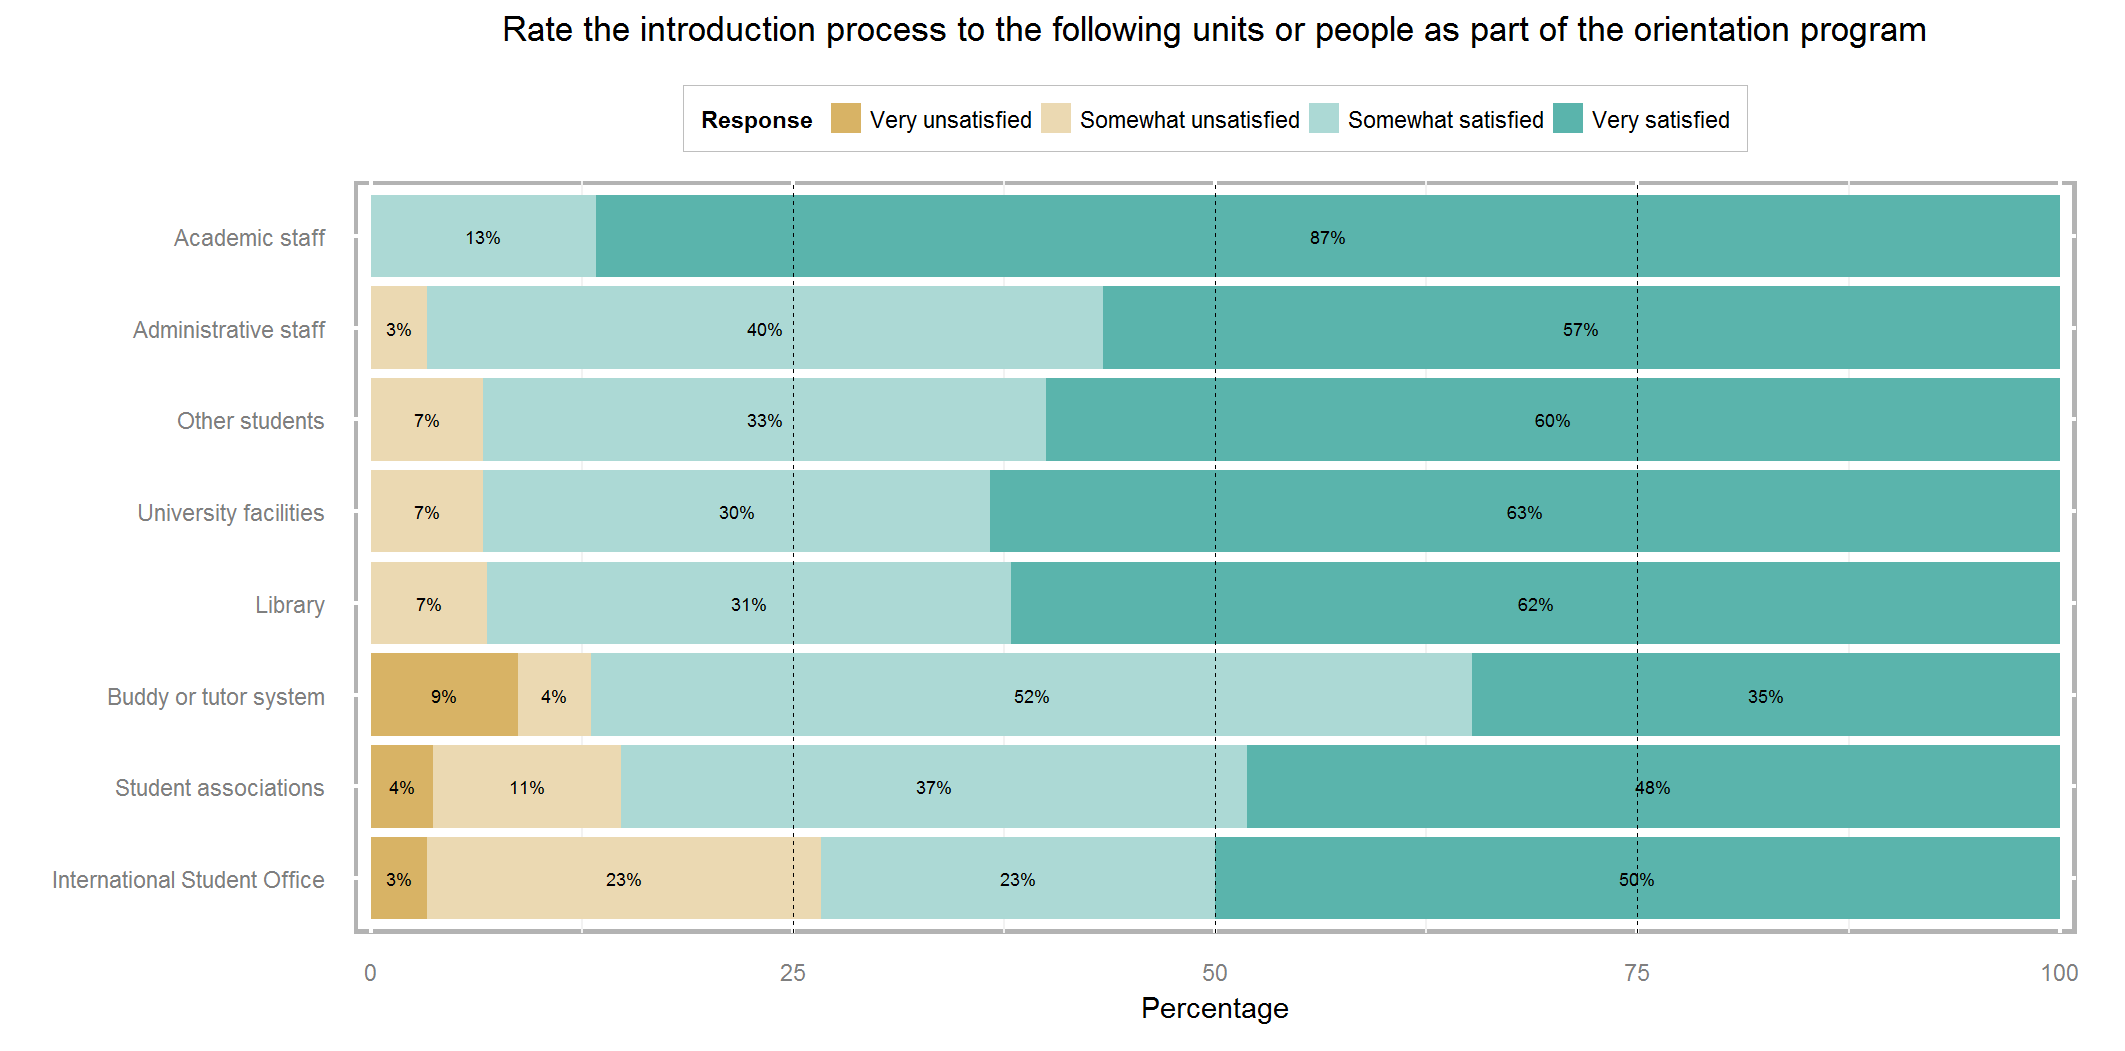 Rate the introduction process to the following units or people as part of the orientation program
Response Very unsatisfied Somewhat unsatisfied Somewhat satisfied Very satisfied
Academic staff 13% 87%
Administrative staff 3% 40% 57%
Other students 7% 33% 60%
University facilities 7% 30% 63%
Library 7% 31% 62%
Buddy or tutor system 9% 4% 52% 35%
Student associations 4% 11% 37% 48%
International Student Office 3% 23% 23% 50%
0 25 50 75 100
Percentage